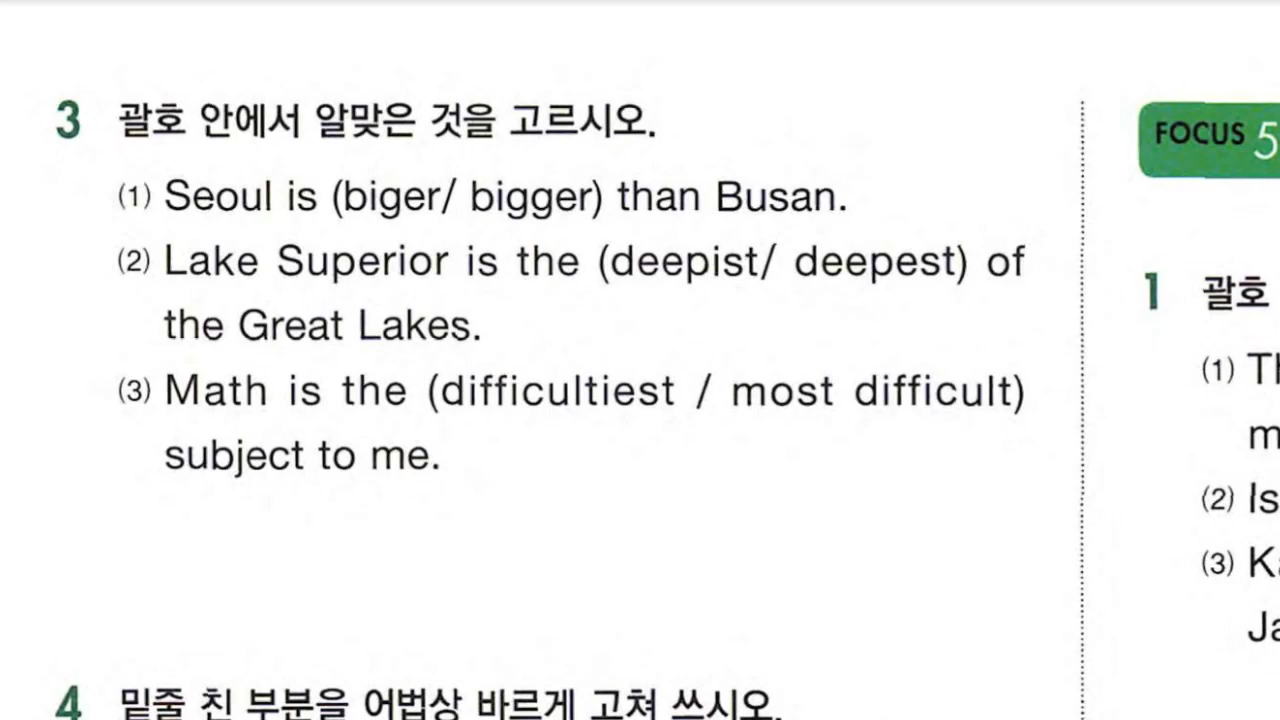 3 괄호 안에서 알맞은 것을 고르시오.
(1) Seoul is (biger/ bigger) than Busan.
(2) Lake Superior is the (deepist/ deepest) of
the Great Lakes.
(3) Math is the (difficultiest / most difficult)
subject to me.
4 밑줄 친 부분을 어법상 바르게 고쳐 쓰시오.
FOCUS 5
1 괄호
(1)
(2) Is
(3)